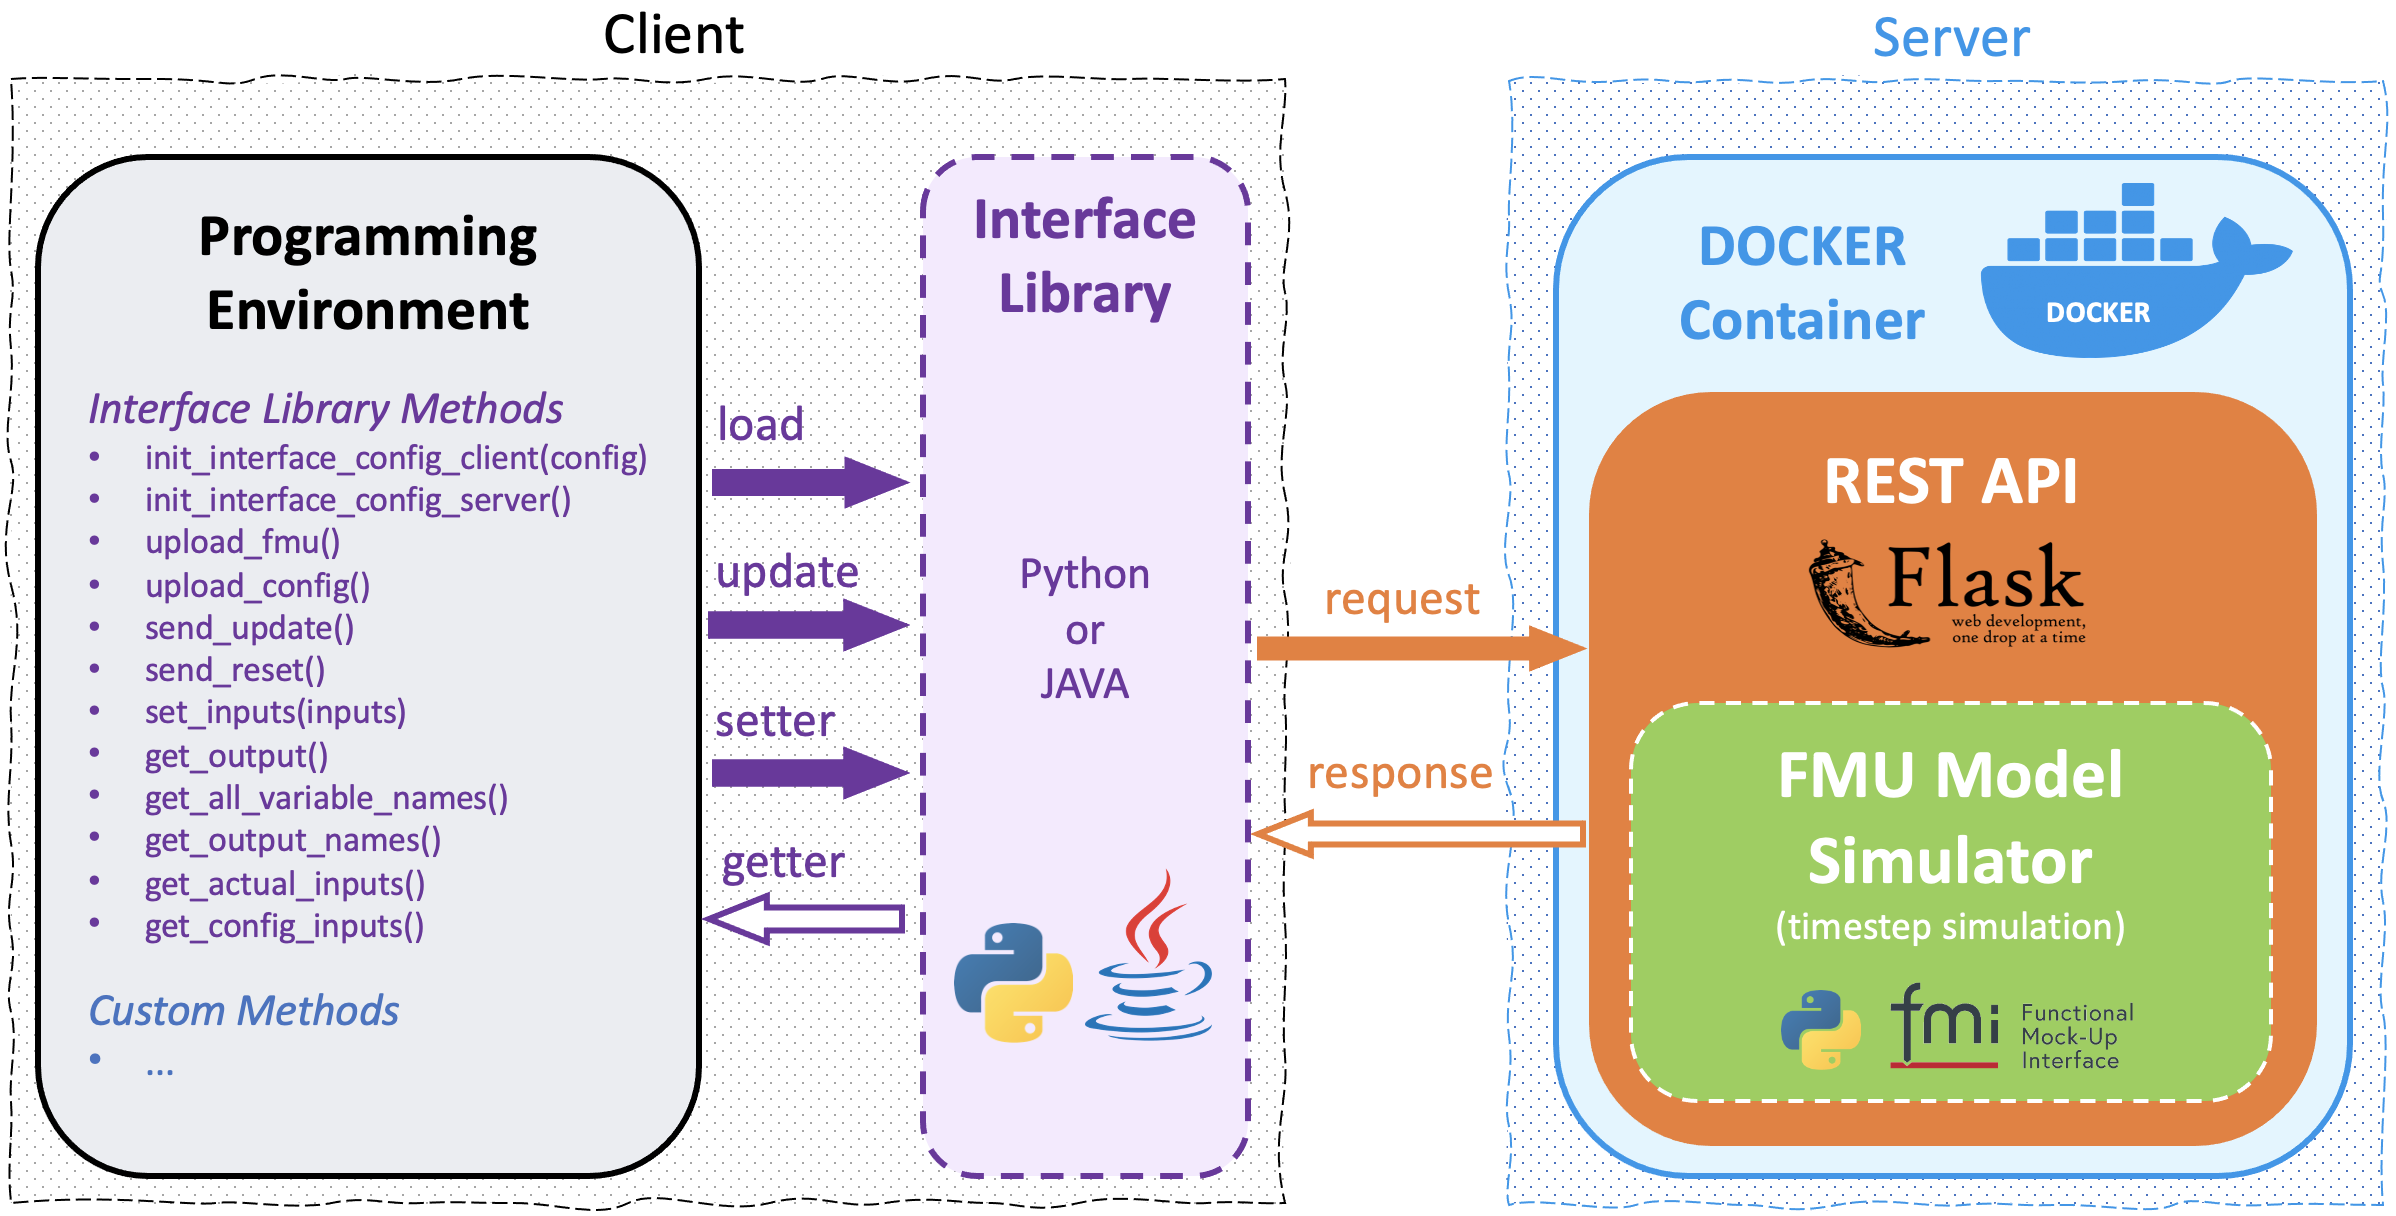 Client
Server
Programming
Environment
Interface Library Methods
• init_interface_config_client(config)
• init_interface_config_server()
• upload_fmu()
• upload_config()
• send_update()
• send_reset()
• set_inputs(inputs)
• get_output()
• get_all_variable_names()
• get_output_names()
• get_actual_inputs()
• get_config_inputs()
Custom Methods
• ...
load
update
setter
getter
Interface
Library
Python
or
JAVA
request
response
DOCKER
Container
DOCKER
REST API
Flask
web development,
one drop at a time
FMU Model
Simulator
(timestep simulation)
fmi
Functional
Mock-Up
Interface